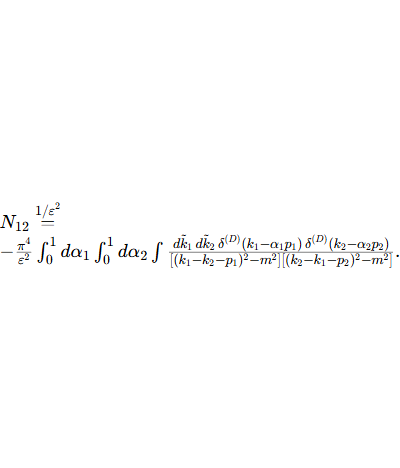 N_{12} \overset{1/\varepsilon^2}{=}
-\frac{\pi^4}{\varepsilon^2} \int_0^1 d\alpha_1 \int_0^1 d\alpha_2 \int \frac{d\tilde{k}_1 \, d\tilde{k}_2 \, \delta^{(D)}(k_1-\alpha_1 p_1) \, \delta^{(D)}(k_2-\alpha_2 p_2)}{[(k_1-k_2-p_1)^2-m^2][(k_2-k_1-p_2)^2-m^2]}.